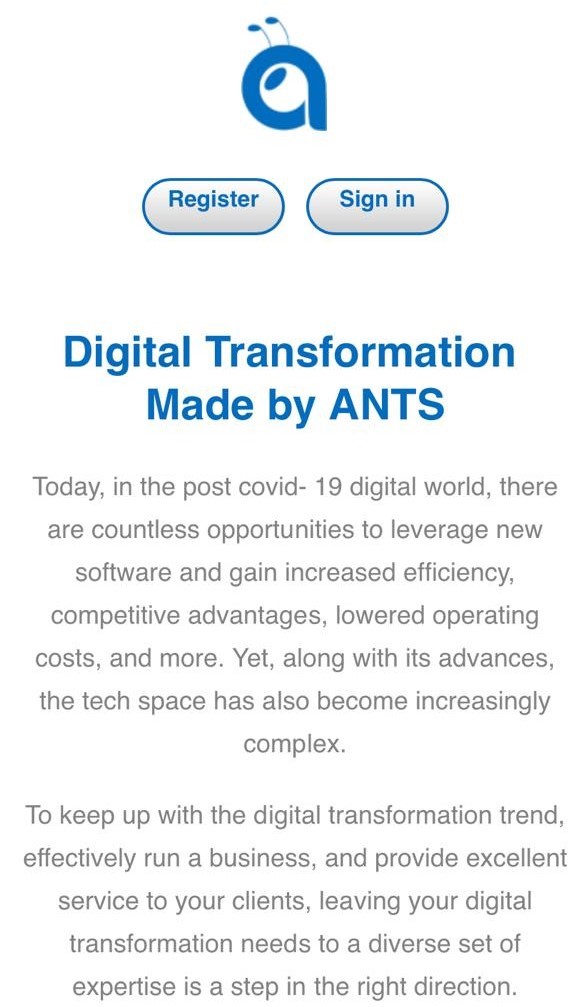 Register Sign in
Digital Transformation
Made by ANTS
Today, in the post covid- 19 digital world, there
are countless opportunities to leverage new
software and gain increased efficiency,
competitive advantages, lowered operating
costs, and more. Yet, along with its advances,
the tech space has also become increasingly
complex.
To keep up with the digital transformation trend,
effectively run a business, and provide excellent
service to your clients, leaving your digital
transformation needs to a diverse set of
expertise is a step in the right direction.